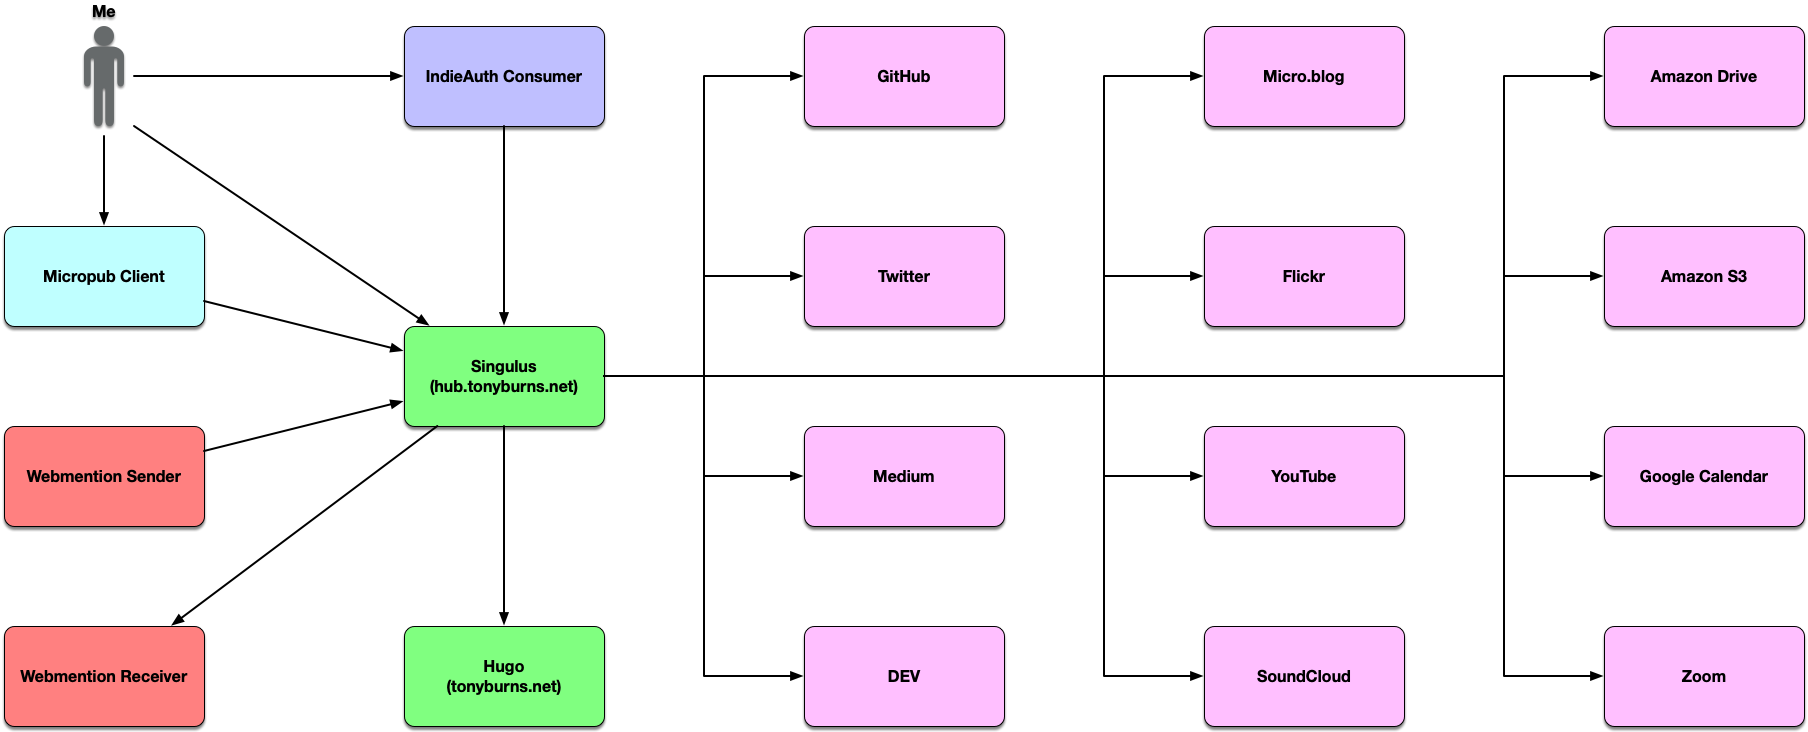 Me
IndieAuth Consumer
GitHub
Micro.blog
Amazon Drive
Micropub Client
Twitter
Flickr
Amazon S3
Singulus
(hub.tonyburns.net)
Webmention Sender
Medium
YouTube
Google Calendar
Webmention Receiver
Hugo
(tonyburns.net)
DEV
SoundCloud
Zoom